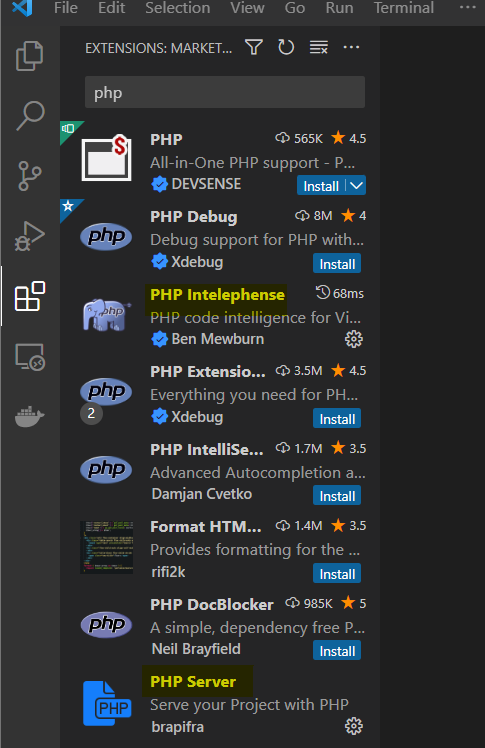 File Edit Selection View Go Run Terminal ...
EXTENSIONS: MARKET...
php
PHP 565K 4.5
All-in-One PHP support - P...
DEVSENSE Install
PHP Debug 8M 4
Debug support for PHP with...
Xdebug Install
PHP Intelephense 68ms
PHP code intelligence for Vi...
Ben Mewburn
php
PHP Extensio... 3.5M 4.5
Everything you need for PH...
2 Xdebug Install
php
PHP IntelliSe... 1.7M 3.5
Advanced Autocompletion a...
Damjan Cvetko Install
php
Format HTM... 1.4M 3.5
Provides formatting for the ...
rifi2k Install
PHP DocBlocker 985K 5
A simple, dependency free P...
Neil Brayfield Install
php
PHP Server
Serve your Project with PHP
brapifra
PHP